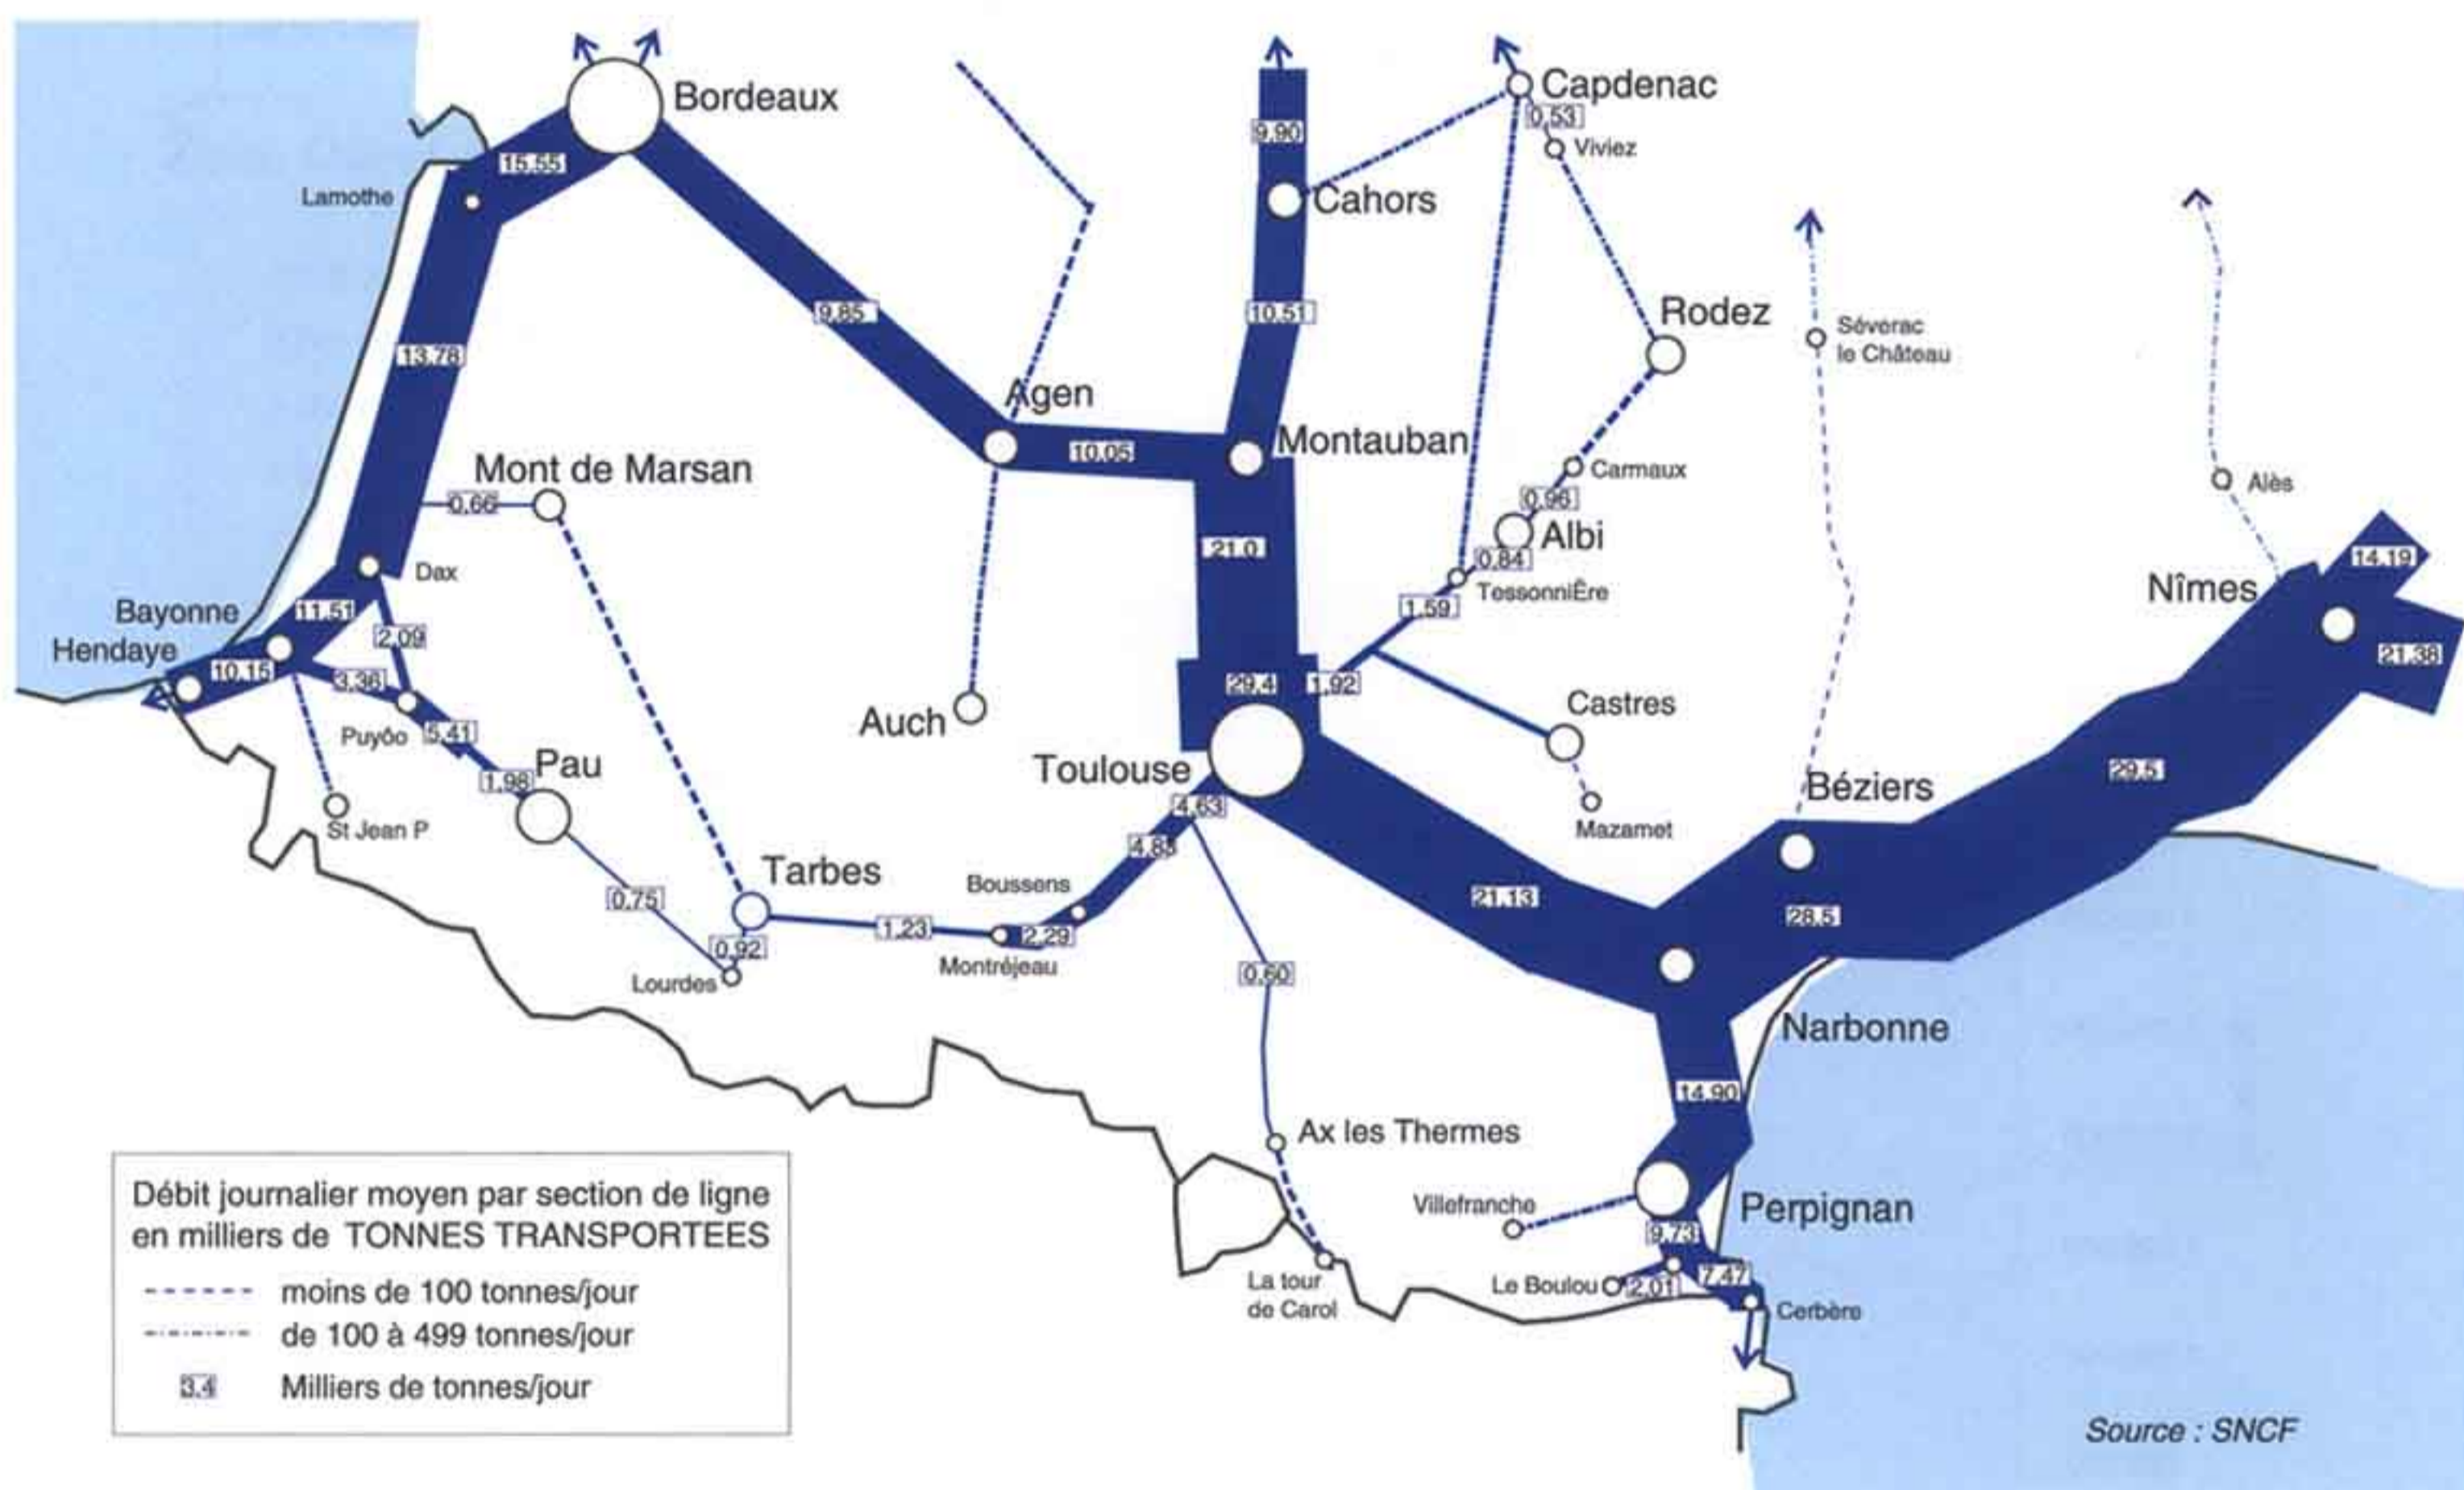 Bordeaux
Capdenac
0,53
9.90
Viviez
15.55
Lamothe
Cahors
9.85
10.51
Rodez
Séverac
le Château
13.78
Agen
10.05
Montauban
Mont de Marsan
0.66
Carmaux
0.96
Alès
Albi
21.0
0.84
14.19
Dax
TessonniÊre
Nîmes
Bayonne
11.51
1.59
2.09
Hendaye
10.15
3,36
29.4
1.92
21.38
Castres
Auch
Puyôo
5.41
Pau
1.98
Toulouse
29.5
Béziers
4.63
St Jean P
Mazamet
4.83
Tarbes
Boussens
0.75
21.13
28.5
1.23
2.29
0.92
Montréjeau
Lourdes
0.60
Narbonne
14.90
Ax les Thermes
Villefranche
Perpignan
9.73
La tour
de Carol
Le Boulou
2.01
7.47
Cerbère
Débit journalier moyen par section de ligne
en milliers de TONNES TRANSPORTEES
moins de 100 tonnes/jour
de 100 à 499 tonnes/jour
3.4 Milliers de tonnes/jour
Source : SNCF